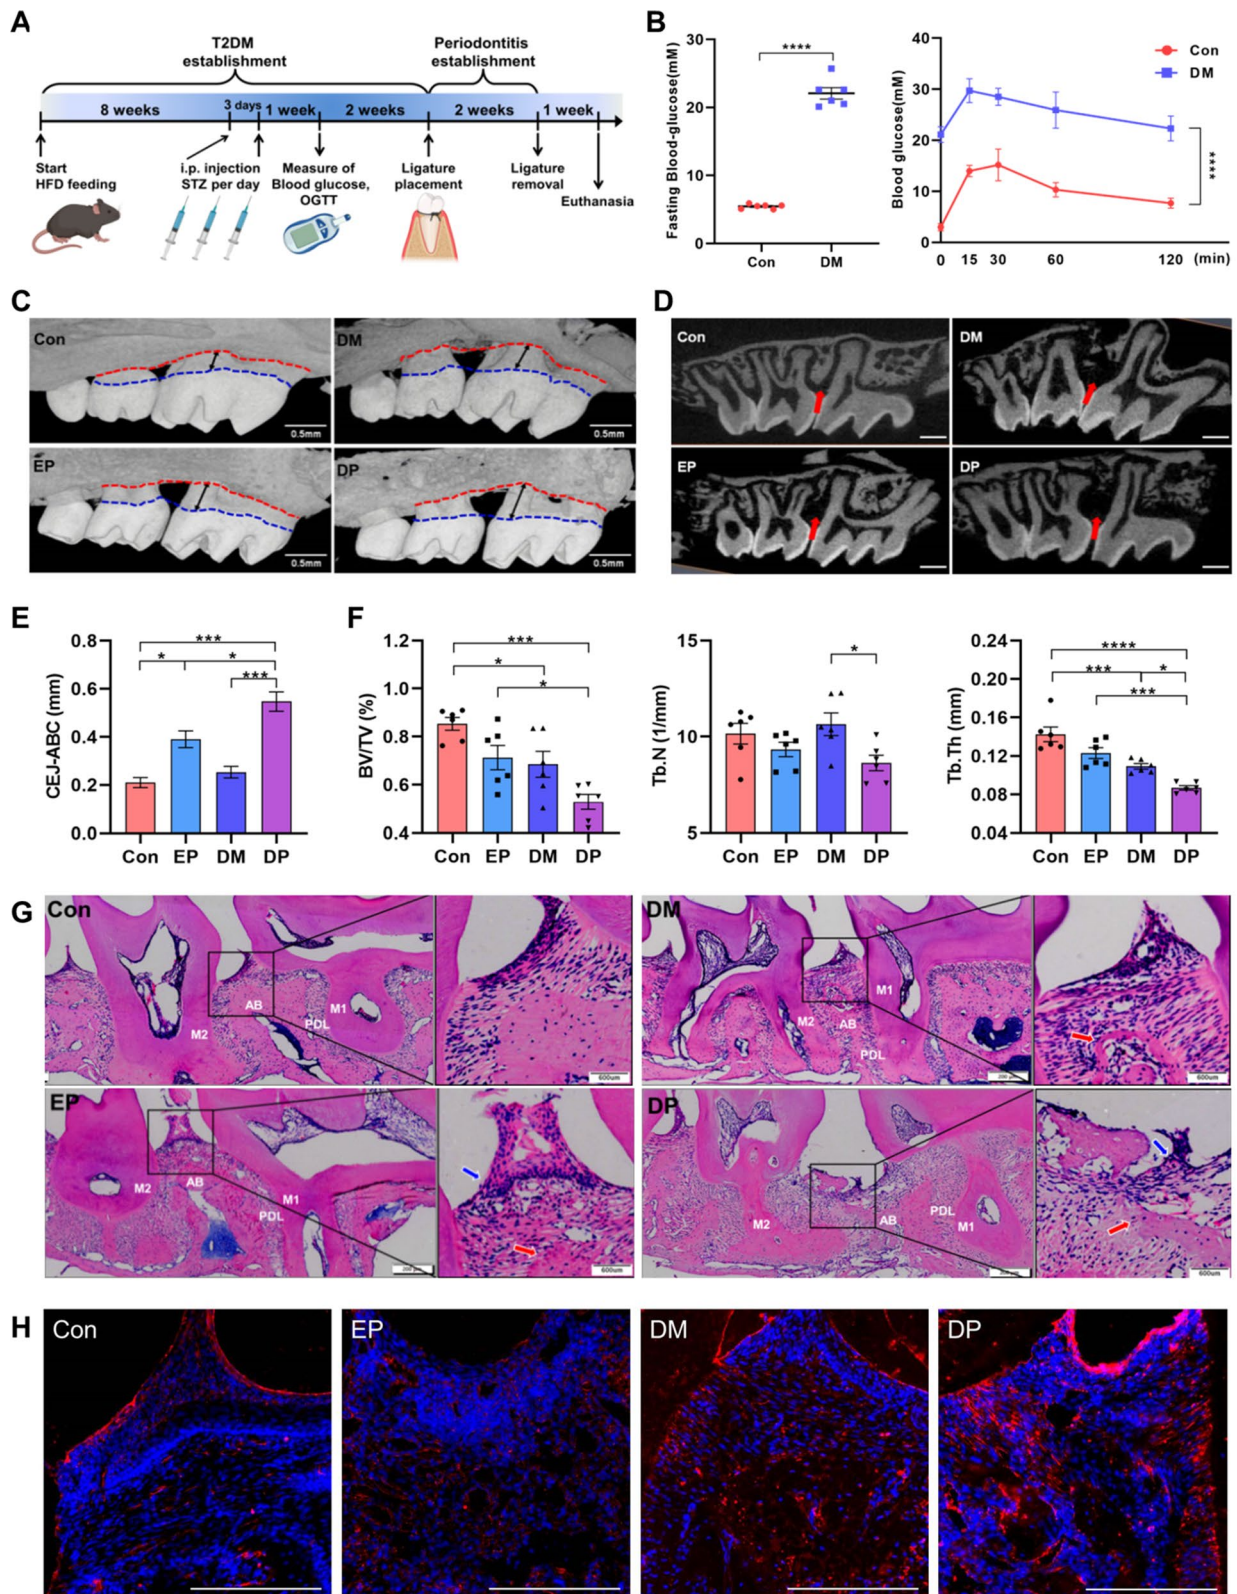 A
T2DM
establishment
Periodontitis
establishment
8 weeks
3 days
1 week
2 weeks
2 weeks
1 week
Start
HFD feeding
i.p. injection
STZ per day
Measure of
Blood glucose,
OGTT
Ligature
placement
Ligature
removal
Euthanasia
B
Fasting Blood-glucose(mM)
30
20
10
0
****
Con
DM
Blood glucose(mM)
40
30
20
10
0
Con
DM
****
0 15 30 60 120 (min)
C
Con
0.5mm
DM
0.5mm
EP
0.5mm
DP
0.5mm
D
Con
DM
EP
DP
E
CEJ-ABC (mm)
0.8
0.6
0.4
0.2
0.0
***
* *
***
Con EP DM DP
F
BV/TV (%)
1.2
1.0
0.8
0.6
0.4
***
*
*
Con EP DM DP
Tb.N (1/mm)
15
10
5
*
Con EP DM DP
Tb.Th (mm)
0.24
0.20
0.16
0.12
0.08
0.04
****
*** *
***
Con EP DM DP
G
Con
AB
M1
PDL
M2
600um
DM
M1
M2
AB
PDL
600um
EP
M2
AB
M1
PDL
600um
DP
M2
AB
PDL
M1
600um
H
Con
EP
DM
DP